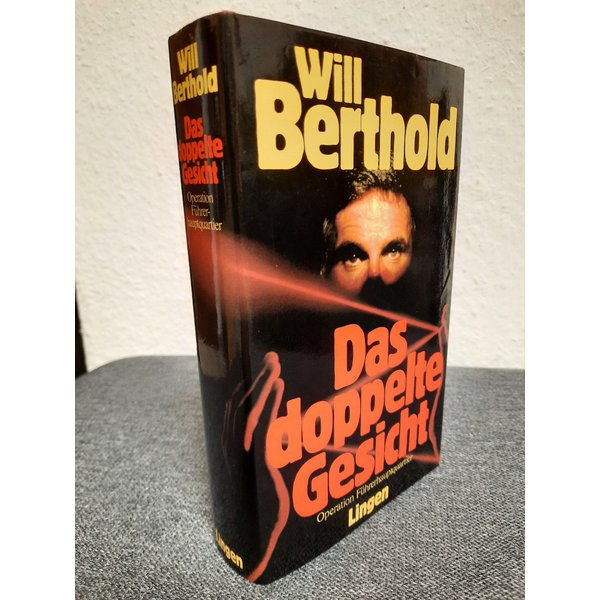 Will
Berthold
Das
doppelte
Gesicht
Operation
Führer-
hauptquartier
Lingen
Will
Berthold
Das
doppelte
Gesicht
Operation Führerhauptquartier
Lingen